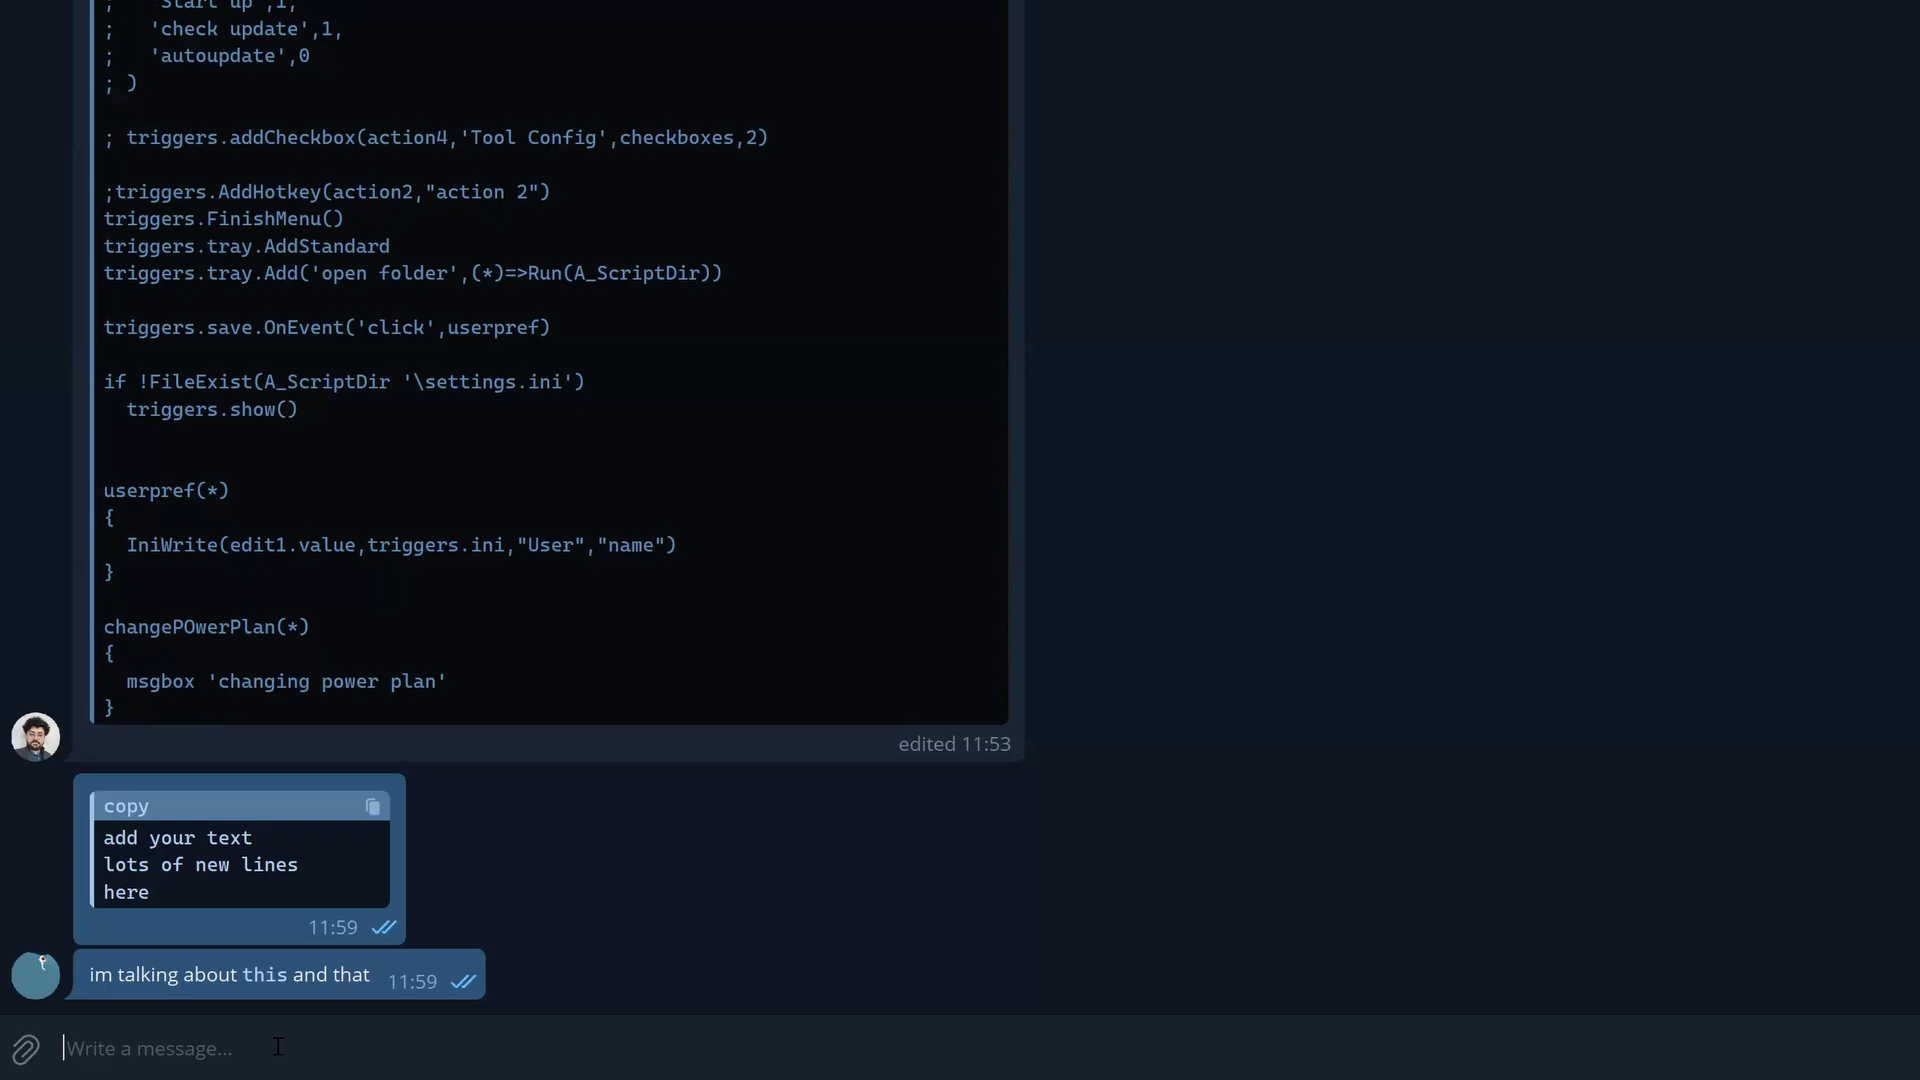 ;   'Start up',1,
;   'check update',1,
;   'autoupdate',0
; )
; triggers.addCheckbox(action4,'Tool Config',checkboxes,2)
;triggers.AddHotkey(action2,"action 2")
triggers.FinishMenu()
triggers.tray.AddStandard
triggers.tray.Add('open folder',(*)=>Run(A_ScriptDir))
triggers.save.OnEvent('click',userpref)
if !FileExist(A_ScriptDir '\settings.ini')
  triggers.show()
userpref(*)
{
  IniWrite(edit1.value,triggers.ini,"User","name")
}
changePOwerPlan(*)
{
  msgbox 'changing power plan'
}
edited 11:53
copy
add your text
lots of new lines
here
11:59
im talking about this and that 11:59
Write a message...